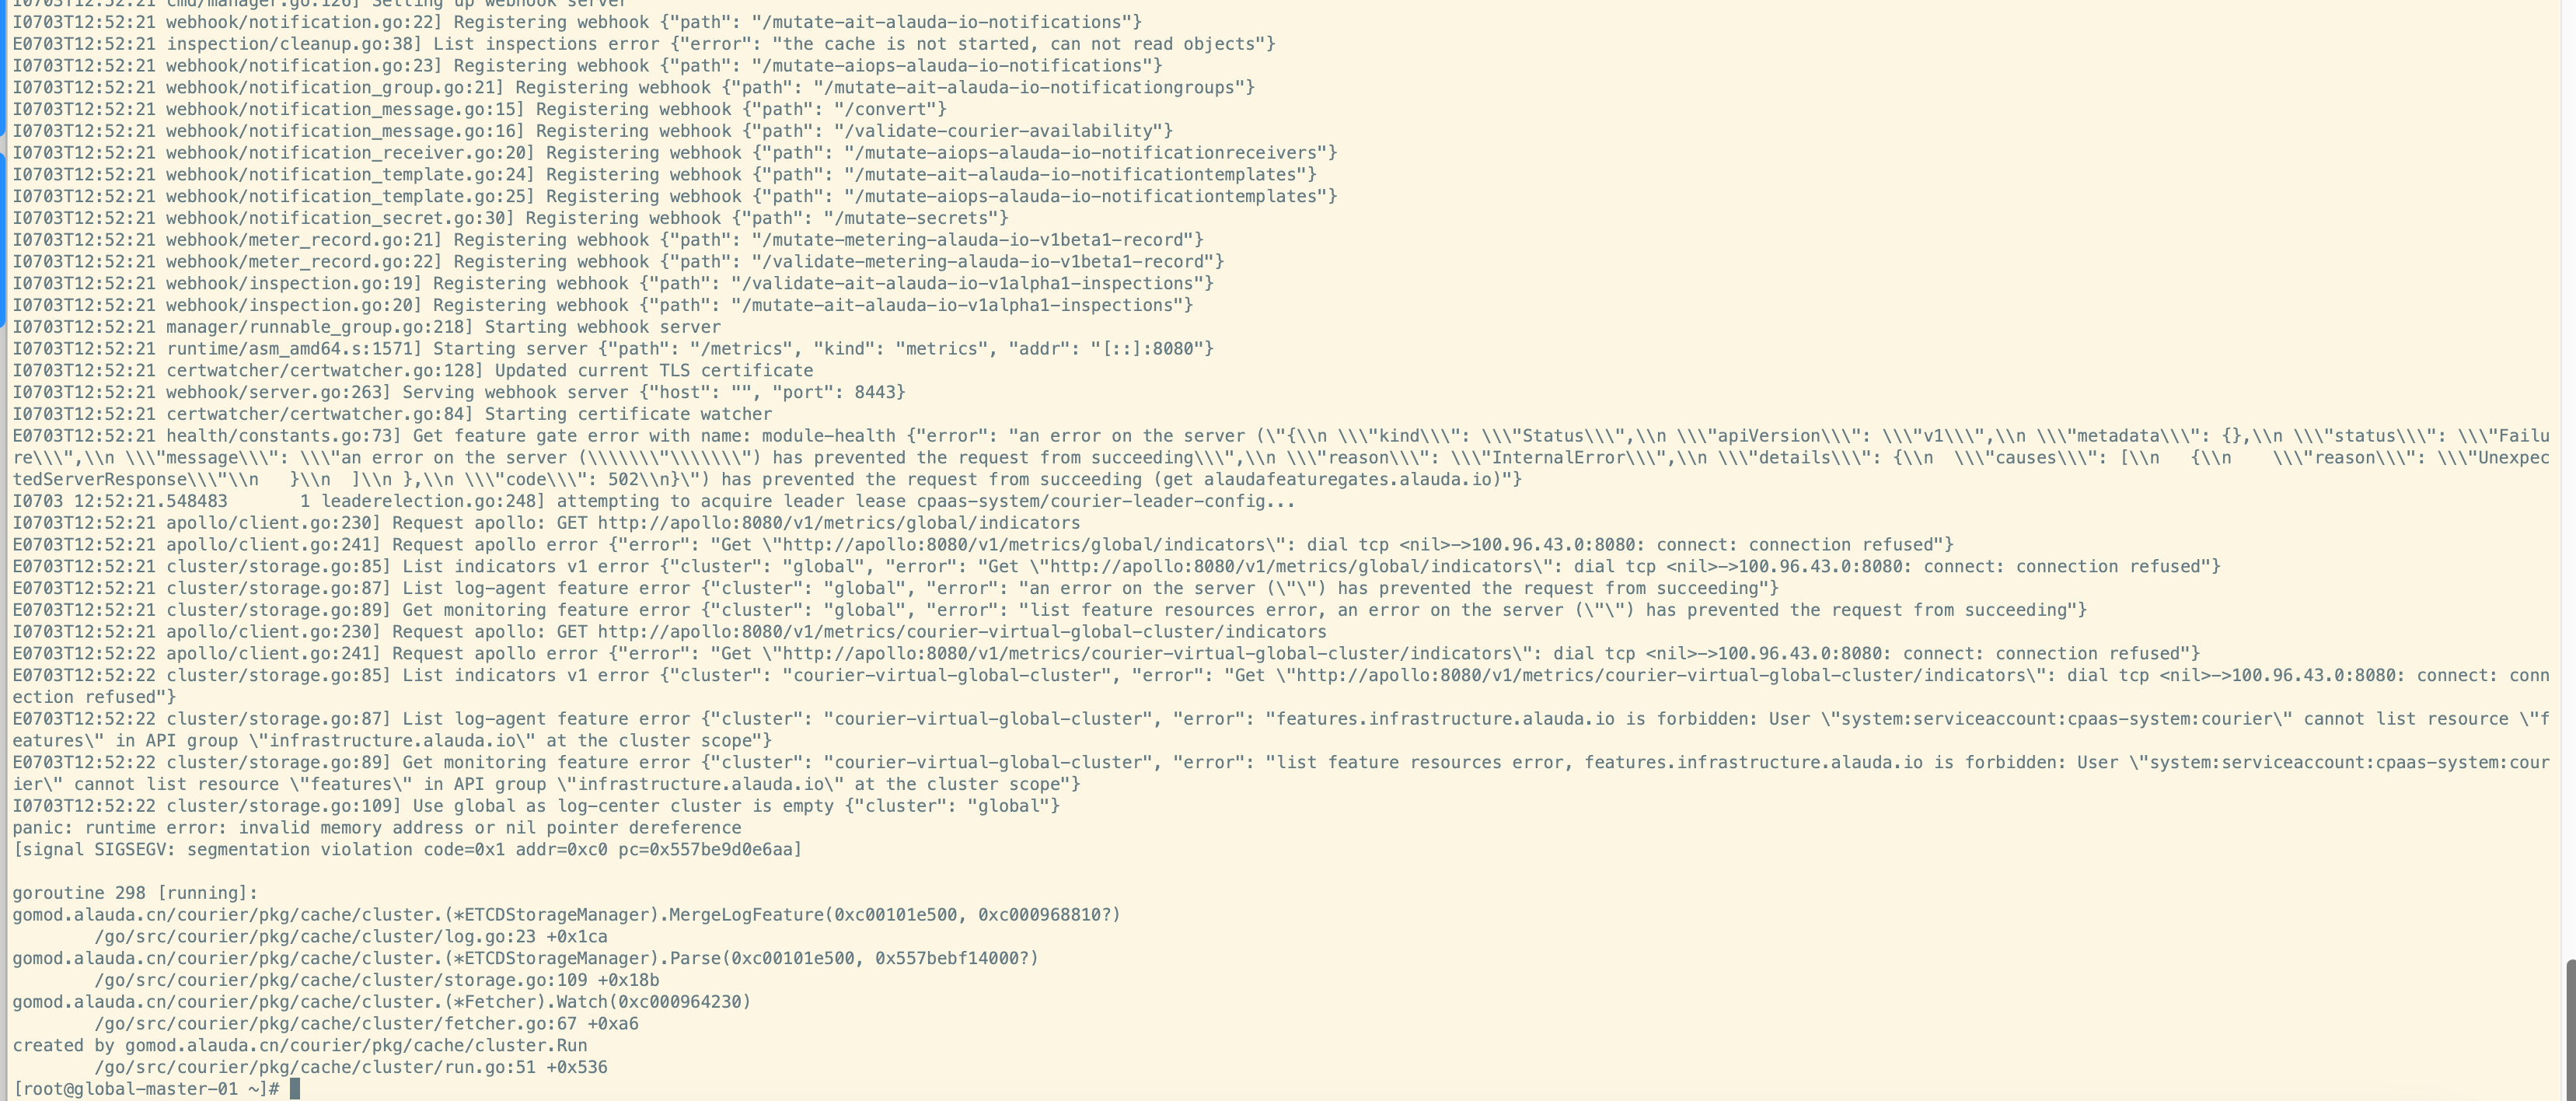 I0703T12:52:21 cmd/manager.go:126] Setting up webhook server
I0703T12:52:21 webhook/notification.go:22] Registering webhook {"path": "/mutate-ait-alauda-io-notifications"}
E0703T12:52:21 inspection/cleanup.go:38] List inspections error {"error": "the cache is not started, can not read objects"}
I0703T12:52:21 webhook/notification.go:23] Registering webhook {"path": "/mutate-aiops-alauda-io-notifications"}
I0703T12:52:21 webhook/notification_group.go:21] Registering webhook {"path": "/mutate-ait-alauda-io-notificationgroups"}
I0703T12:52:21 webhook/notification_message.go:15] Registering webhook {"path": "/convert"}
I0703T12:52:21 webhook/notification_message.go:16] Registering webhook {"path": "/validate-courier-availability"}
I0703T12:52:21 webhook/notification_receiver.go:20] Registering webhook {"path": "/mutate-aiops-alauda-io-notificationreceivers"}
I0703T12:52:21 webhook/notification_template.go:24] Registering webhook {"path": "/mutate-ait-alauda-io-notificationtemplates"}
I0703T12:52:21 webhook/notification_template.go:25] Registering webhook {"path": "/mutate-aiops-alauda-io-notificationtemplates"}
I0703T12:52:21 webhook/notification_secret.go:30] Registering webhook {"path": "/mutate-secrets"}
I0703T12:52:21 webhook/meter_record.go:21] Registering webhook {"path": "/mutate-metering-alauda-io-v1beta1-record"}
I0703T12:52:21 webhook/meter_record.go:22] Registering webhook {"path": "/validate-metering-alauda-io-v1beta1-record"}
I0703T12:52:21 webhook/inspection.go:19] Registering webhook {"path": "/validate-ait-alauda-io-v1alpha1-inspections"}
I0703T12:52:21 webhook/inspection.go:20] Registering webhook {"path": "/mutate-ait-alauda-io-v1alpha1-inspections"}
I0703T12:52:21 manager/runnable_group.go:218] Starting webhook server
I0703T12:52:21 runtime/asm_amd64.s:1571] Starting server {"path": "/metrics", "kind": "metrics", "addr": "[::]:8080"}
I0703T12:52:21 certwatcher/certwatcher.go:128] Updated current TLS certificate
I0703T12:52:21 webhook/server.go:263] Serving webhook server {"host": "", "port": 8443}
I0703T12:52:21 certwatcher/certwatcher.go:84] Starting certificate watcher
E0703T12:52:21 health/constants.go:73] Get feature gate error with name: module-health {"error": "an error on the server (\"{\\n \\\"kind\\\": \\\"Status\\\",\\n \\\"apiVersion\\\": \\\"v1\\\",\\n \\\"metadata\\\": {},\\n \\\"status\\\": \\\"Failu
re\\\",\\n \\\"message\\\": \\\"an error on the server (\\\\\\\"\\\\\\\") has prevented the request from succeeding\\\",\\n \\\"reason\\\": \\\"InternalError\\\",\\n \\\"details\\\": {\\n  \\\"causes\\\": [\\n   {\\n    \\\"reason\\\": \\\"Unexpec
tedServerResponse\\\"\\n   }\\n  ]\\n },\\n \\\"code\\\": 502\\n}\") has prevented the request from succeeding (get alaudafeaturegates.alauda.io)"}
I0703 12:52:21.548483       1 leaderelection.go:248] attempting to acquire leader lease cpaas-system/courier-leader-config...
I0703T12:52:21 apollo/client.go:230] Request apollo: GET http://apollo:8080/v1/metrics/global/indicators
E0703T12:52:21 apollo/client.go:241] Request apollo error {"error": "Get \"http://apollo:8080/v1/metrics/global/indicators\": dial tcp <nil>->100.96.43.0:8080: connect: connection refused"}
E0703T12:52:21 cluster/storage.go:85] List indicators v1 error {"cluster": "global", "error": "Get \"http://apollo:8080/v1/metrics/global/indicators\": dial tcp <nil>->100.96.43.0:8080: connect: connection refused"}
E0703T12:52:21 cluster/storage.go:87] List log-agent feature error {"cluster": "global", "error": "an error on the server (\"\") has prevented the request from succeeding"}
E0703T12:52:21 cluster/storage.go:89] Get monitoring feature error {"cluster": "global", "error": "list feature resources error, an error on the server (\"\") has prevented the request from succeeding"}
I0703T12:52:21 apollo/client.go:230] Request apollo: GET http://apollo:8080/v1/metrics/courier-virtual-global-cluster/indicators
E0703T12:52:22 apollo/client.go:241] Request apollo error {"error": "Get \"http://apollo:8080/v1/metrics/courier-virtual-global-cluster/indicators\": dial tcp <nil>->100.96.43.0:8080: connect: connection refused"}
E0703T12:52:22 cluster/storage.go:85] List indicators v1 error {"cluster": "courier-virtual-global-cluster", "error": "Get \"http://apollo:8080/v1/metrics/courier-virtual-global-cluster/indicators\": dial tcp <nil>->100.96.43.0:8080: connect: conn
ection refused"}
E0703T12:52:22 cluster/storage.go:87] List log-agent feature error {"cluster": "courier-virtual-global-cluster", "error": "features.infrastructure.alauda.io is forbidden: User \"system:serviceaccount:cpaas-system:courier\" cannot list resource \"f
eatures\" in API group \"infrastructure.alauda.io\" at the cluster scope"}
E0703T12:52:22 cluster/storage.go:89] Get monitoring feature error {"cluster": "courier-virtual-global-cluster", "error": "list feature resources error, features.infrastructure.alauda.io is forbidden: User \"system:serviceaccount:cpaas-system:cour
ier\" cannot list resource \"features\" in API group \"infrastructure.alauda.io\" at the cluster scope"}
I0703T12:52:22 cluster/storage.go:109] Use global as log-center cluster is empty {"cluster": "global"}
panic: runtime error: invalid memory address or nil pointer dereference
[signal SIGSEGV: segmentation violation code=0x1 addr=0xc0 pc=0x557be9d0e6aa]
goroutine 298 [running]:
gomod.alauda.cn/courier/pkg/cache/cluster.(*ETCDStorageManager).MergeLogFeature(0xc00101e500, 0xc000968810?)
/go/src/courier/pkg/cache/cluster/log.go:23 +0x1ca
gomod.alauda.cn/courier/pkg/cache/cluster.(*ETCDStorageManager).Parse(0xc00101e500, 0x557bebf14000?)
/go/src/courier/pkg/cache/cluster/storage.go:109 +0x18b
gomod.alauda.cn/courier/pkg/cache/cluster.(*Fetcher).Watch(0xc000964230)
/go/src/courier/pkg/cache/cluster/fetcher.go:67 +0xa6
created by gomod.alauda.cn/courier/pkg/cache/cluster.Run
/go/src/courier/pkg/cache/cluster/run.go:51 +0x536
[root@global-master-01 ~]#